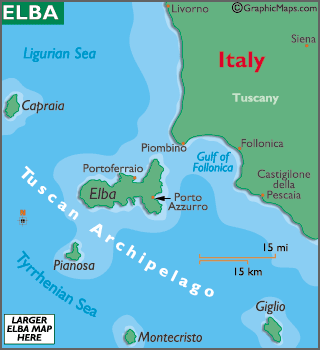 ELBA
©GraphicMaps.com
Livorno
Siena
Ligurian Sea
Italy
Tuscany
Capraia
Piombino
Follonica
Gulf of
Follonica
Portoferraio
Castiglione
della
Pescaia
Elba
Porto
Azzurro
Tuscan Archipelago
15 mi
15 km
Pianosa
Tyrrhenian Sea
Giglio
LARGER
ELBA MAP
HERE
Montecristo